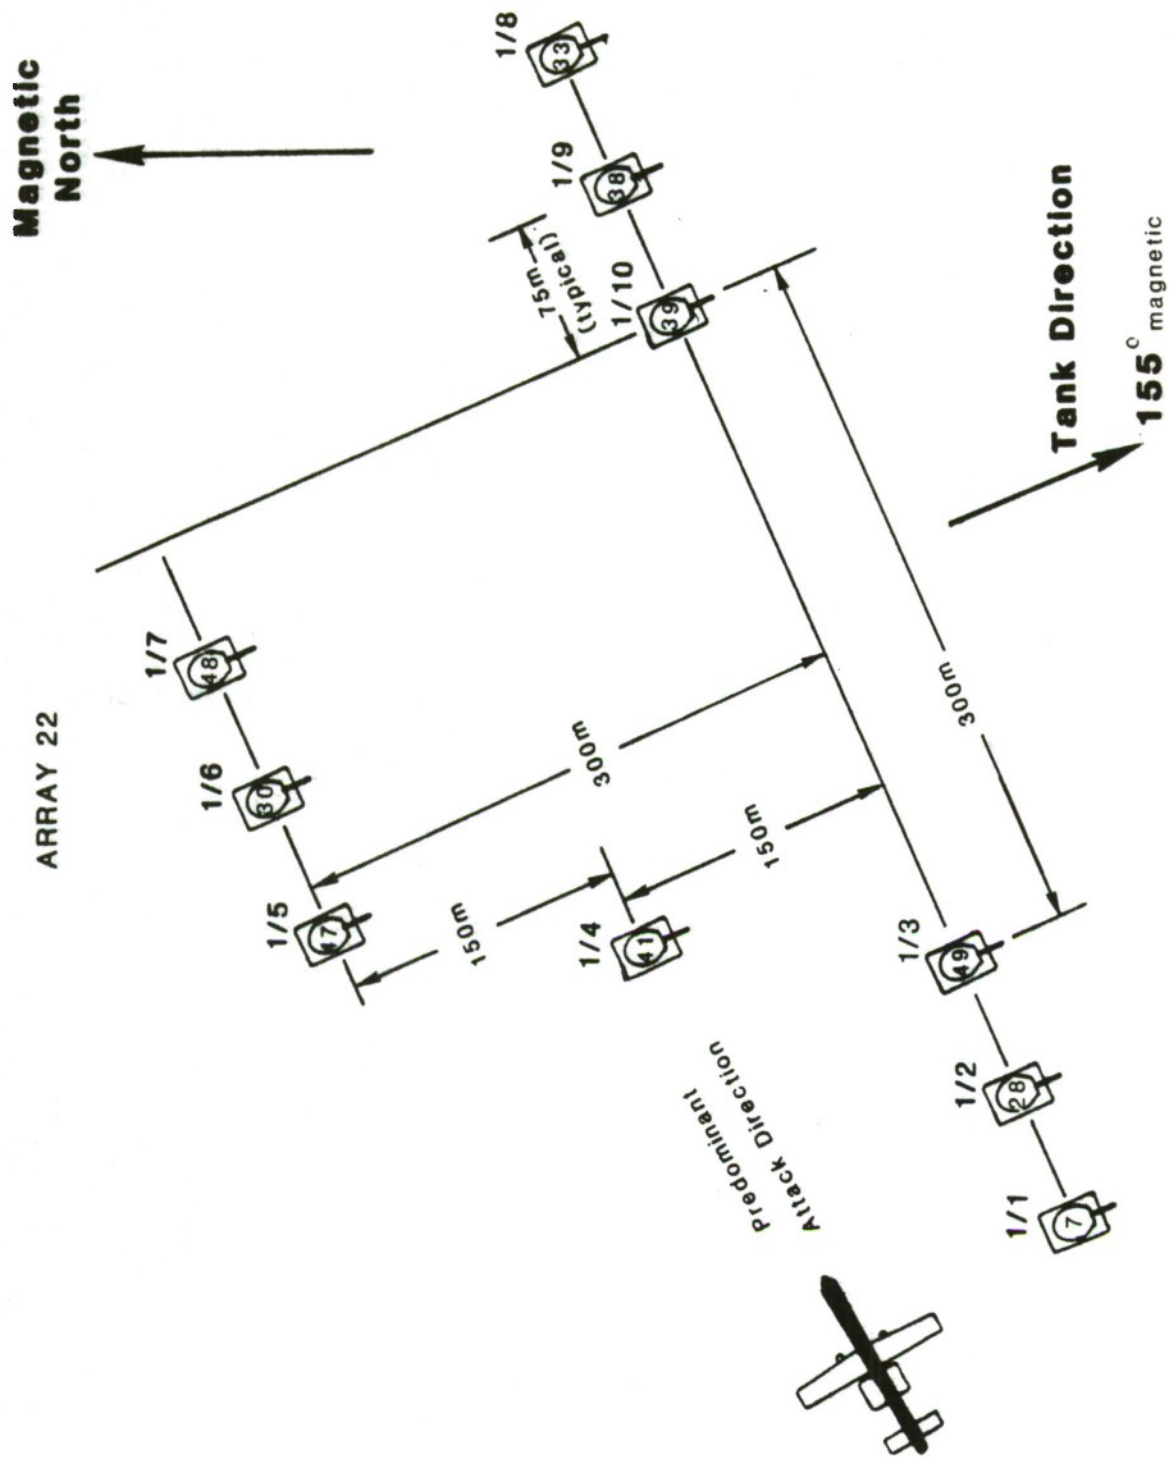 ARRAY 22
Magnetic
North
1/8
33
1/9
38
75m
(typical)
1/10
39
1/7
48
1/6
30
1/5
47
300m
150m
1/4
41
150m
300m
1/3
49
1/2
28
1/1
7
Predominant
Attack Direction
Tank Direction
155° magnetic